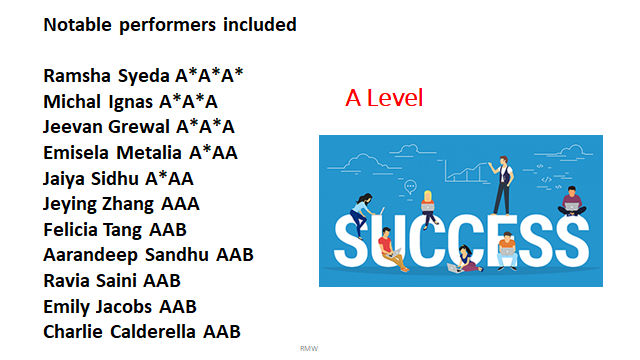 Notable performers included
Ramsha Syeda A*A*A*
Michal Ignas A*A*A
Jeevan Grewal A*A*A
Emisela Metalia A*AA
Jaiya Sidhu A*AA
Jeying Zhang AAA
Felicia Tang AAB
Aarandeep Sandhu AAB
Ravia Saini AAB
Emily Jacobs AAB
Charlie Calderella AAB
A Level
SUCCESS
RMW